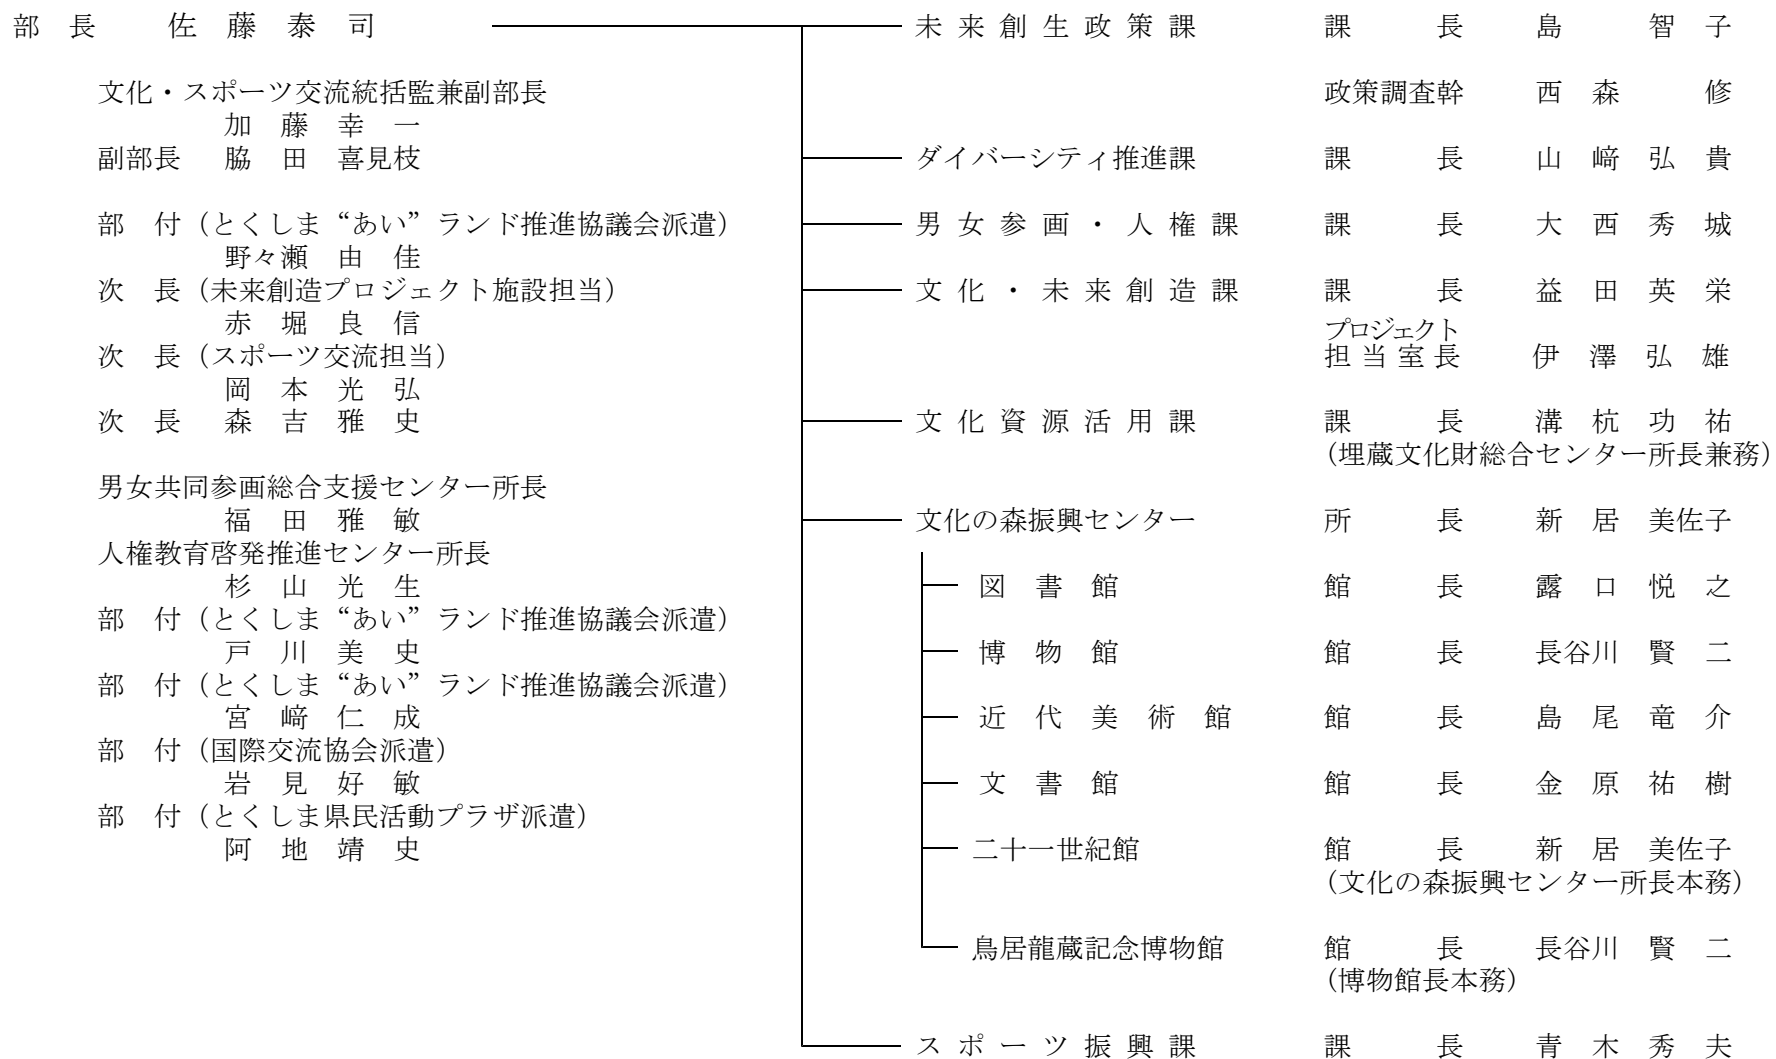 部長 佐藤泰司
文化・スポーツ交流統括監兼副部長
加藤幸一
副部長 脇田喜見枝
部付（とくしま“あい”ランド推進協議会派遣）
野々瀬由佳
次長（未来創造プロジェクト施設担当）
赤堀良信
次長（スポーツ交流担当）
岡本光弘
次長 森吉雅史
男女共同参画総合支援センター所長
福田雅敏
人権教育啓発推進センター所長
杉山光生
部付（とくしま“あい”ランド推進協議会派遣）
戸川美史
部付（とくしま“あい”ランド推進協議会派遣）
宮﨑仁成
部付（国際交流協会派遣）
岩見好敏
部付（とくしま県民活動プラザ派遣）
阿地靖史
未来創生政策課 課長 島智子
政策調査幹 西森修
ダイバーシティ推進課 課長 山﨑弘貴
男女参画・人権課 課長 大西秀城
文化・未来創造課 課長 益田英栄
プロジェクト
担当室長 伊澤弘雄
文化資源活用課 課長 溝杭功祐
（埋蔵文化財総合センター所長兼務）
文化の森振興センター 所長 新居美佐子
図書館 館長 露口悦之
博物館 館長 長谷川賢二
近代美術館 館長 島尾竜介
文書館 館長 金原祐樹
二十一世紀館 館長 新居美佐子
（文化の森振興センター所長本務）
鳥居龍蔵記念博物館 館長 長谷川賢二
（博物館長本務）
スポーツ振興課 課長 青木秀夫